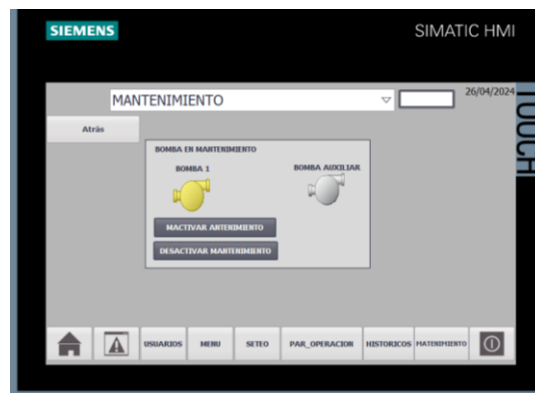 SIEMENS
SIMATIC HMI
TOUCH
26/04/2024
MANTENIMIENTO
Atrás
BOMBA EN MANTENIMIENTO
BOMBA 1
BOMBA AUXILIAR
MACTIVAR ANTENIMIENTO
DESACTIVAR MANTENIMIENTO
USUARIOS
MENU
SETEO
PAR_OPERACION
HISTORICOS
MATENIMIENTO